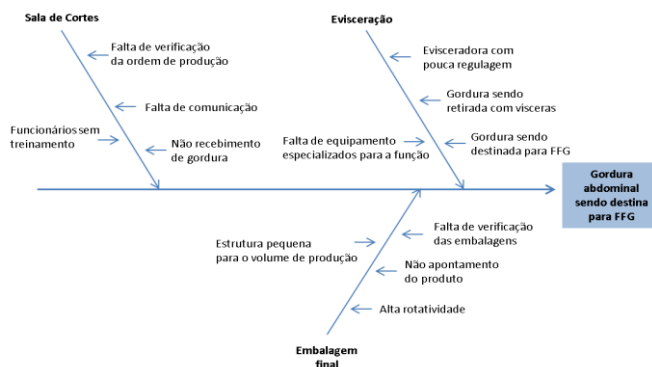 Sala de Cortes
Falta de verificação
da ordem de produção
Falta de comunicação
Funcionários sem
treinamento
Não recebimento
de gordura
Evisceração
Evisceradora com
pouca regulagem
Gordura sendo
retirada com visceras
Falta de equipamento
especializados para a função
Gordura sendo
destinada para FFG
Gordura
abdominal
sendo destina
para FFG
Estrutura pequena
para o volume de produção
Falta de verificação
das embalagens
Não apontamento
do produto
Alta rotatividade
Embalagem
final